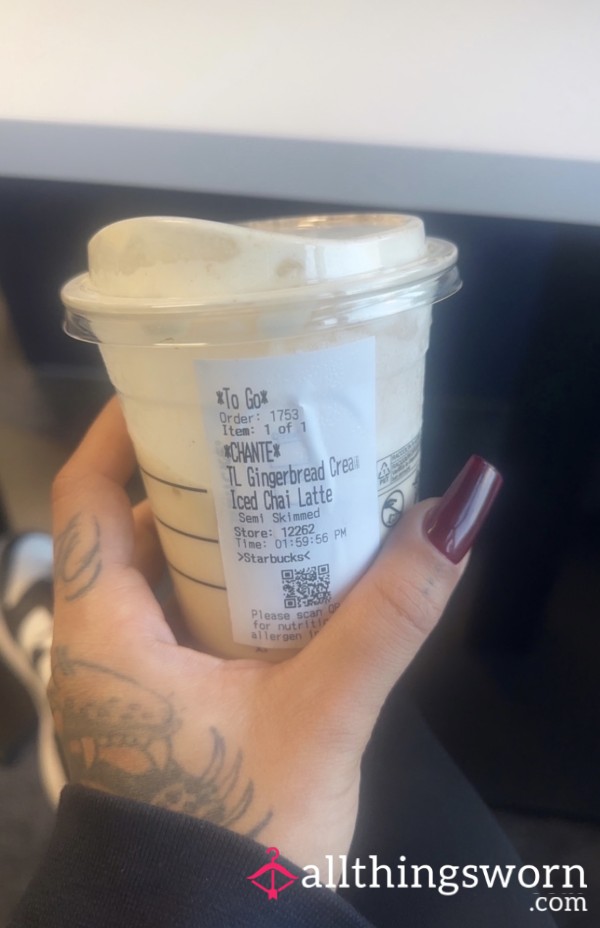 *To Go*
Order: 1753
Item: 1 of 1
*CHANTE*
TL Gingerbread Crea
Iced Chai Latte
Semi Skimmed
Store: 12262
Time: 01:59:56 PM
>Starbucks<
Please scan
for
allergen
allthingsworn
.com